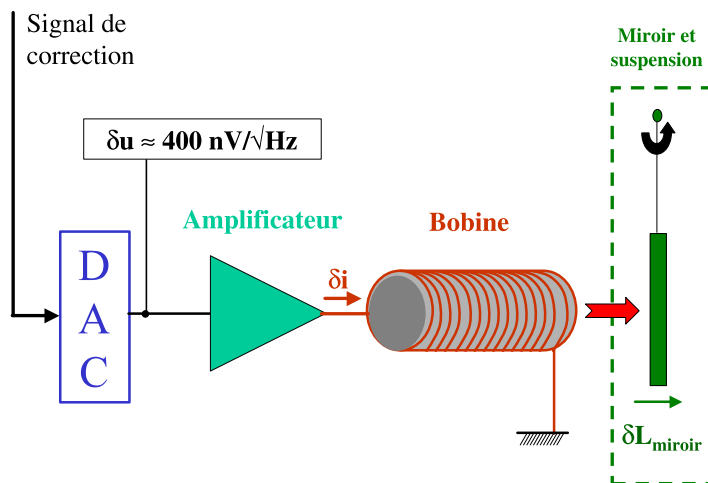 Signal de
correction
Miroir et
suspension
δu ≈ 400 nV/√Hz
Amplificateur
Bobine
δi
D
A
C
δLmiroir